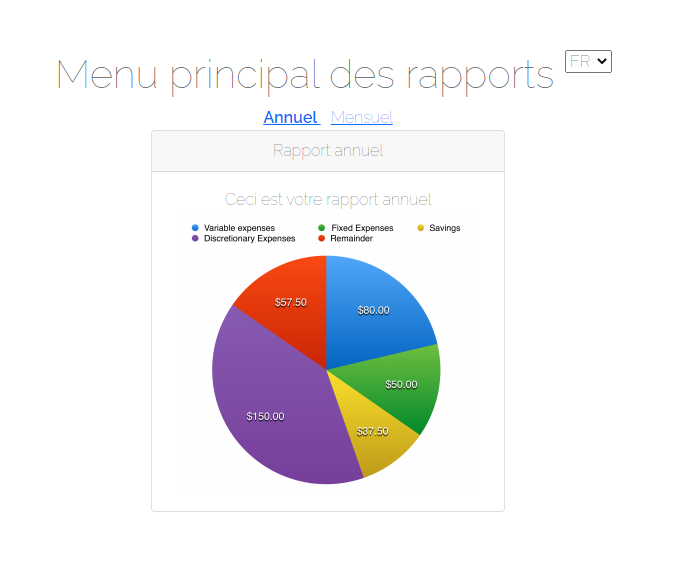 Menu principal des rapports FR
Annuel Mensuel
Rapport annuel
Ceci est votre rapport annuel
Variable expenses Fixed Expenses Savings
Discretionary Expenses Remainder
$57.50 $80.00
$50.00
$150.00 $37.50